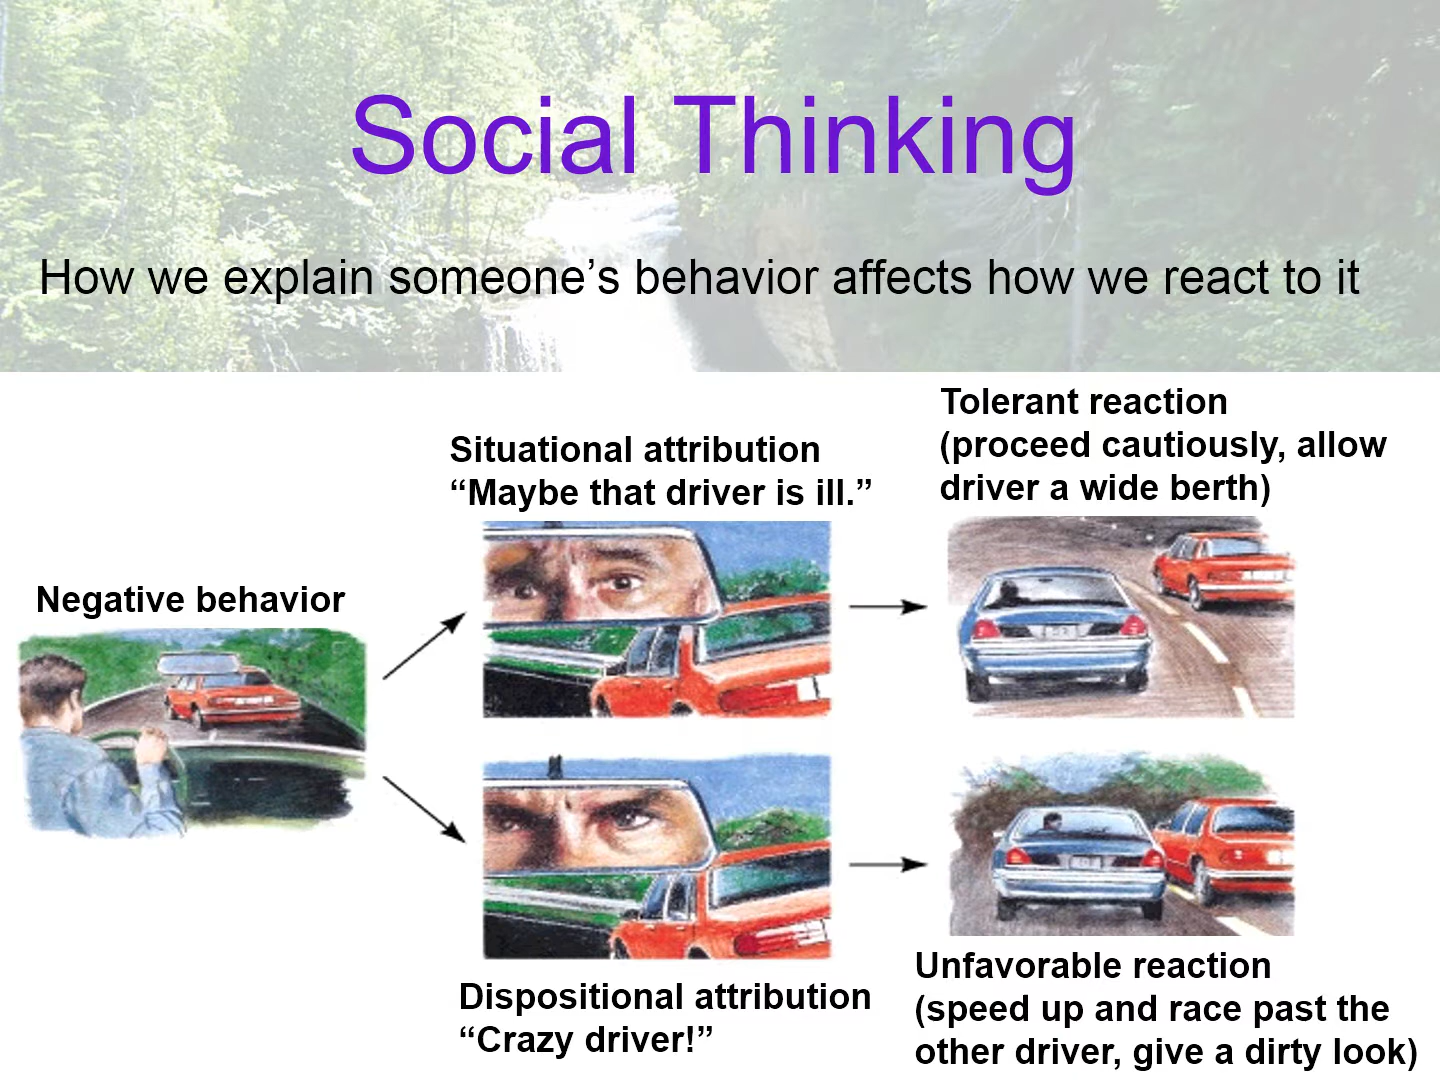 Social Thinking
How we explain someone’s behavior affects how we react to it
Negative behavior
Situational attribution
“Maybe that driver is ill.”
Tolerant reaction
(proceed cautiously, allow
driver a wide berth)
Dispositional attribution
“Crazy driver!”
Unfavorable reaction
(speed up and race past the
other driver, give a dirty look)